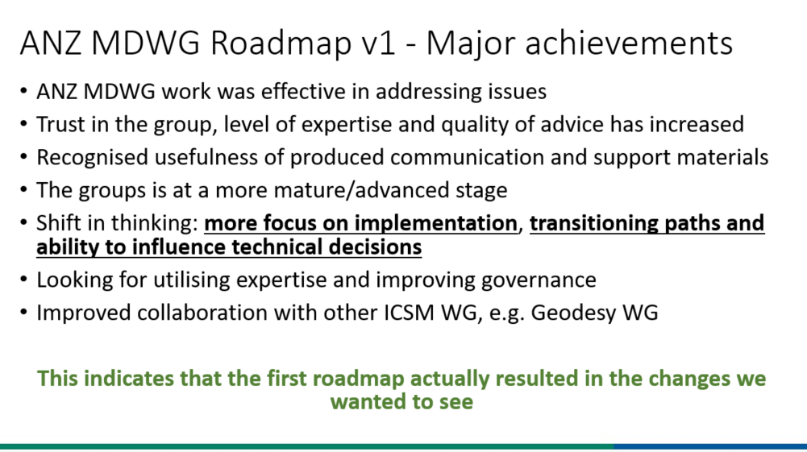 ANZ MDWG Roadmap v1 - Major achievements
• ANZ MDWG work was effective in addressing issues
• Trust in the group, level of expertise and quality of advice has increased
• Recognised usefulness of produced communication and support materials
• The groups is at a more mature/advanced stage
• Shift in thinking: more focus on implementation, transitioning paths and
ability to influence technical decisions
• Looking for utilising expertise and improving governance
• Improved collaboration with other ICSM WG, e.g. Geodesy WG
This indicates that the first roadmap actually resulted in the changes we
wanted to see